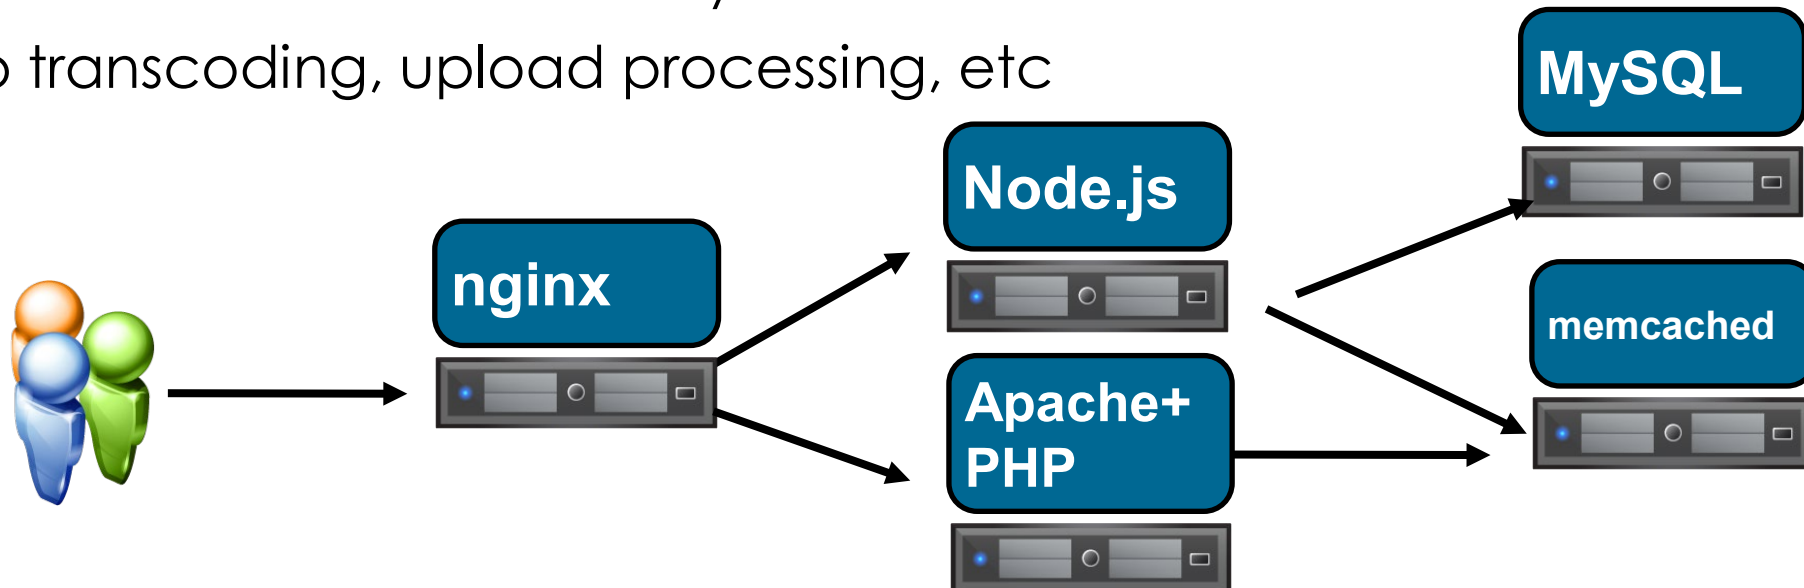 transcoding, upload processing, etc
MySQL
Node.js
nginx
memcached
Apache+
PHP